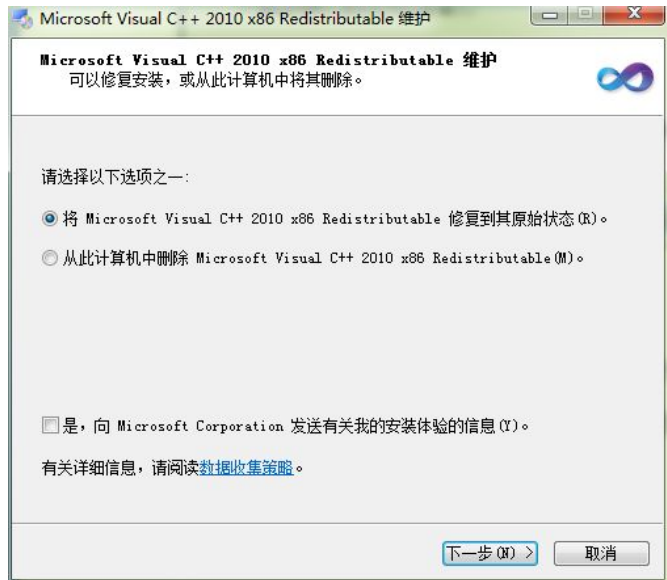 Microsoft Visual C++ 2010 x86 Redistributable 维护
Microsoft Visual C++ 2010 x86 Redistributable 维护
可以修复安装，或从此计算机中将其删除。
请选择以下选项之一:
将 Microsoft Visual C++ 2010 x86 Redistributable 修复到其原始状态(R)。
从此计算机中删除 Microsoft Visual C++ 2010 x86 Redistributable(M)。
是，向 Microsoft Corporation 发送有关我的安装体验的信息(Y)。
有关详细信息，请阅读数据收集策略。
下一步(N) >
取消